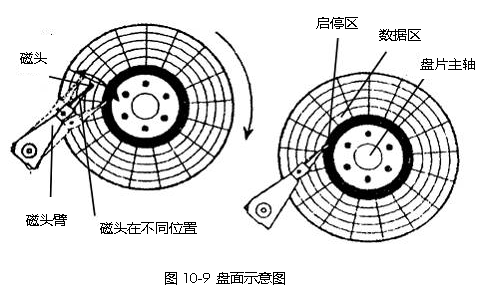 磁头
启停区
数据区
盘片主轴
磁头臂
磁头在不同位置
图 10-9 盘面示意图